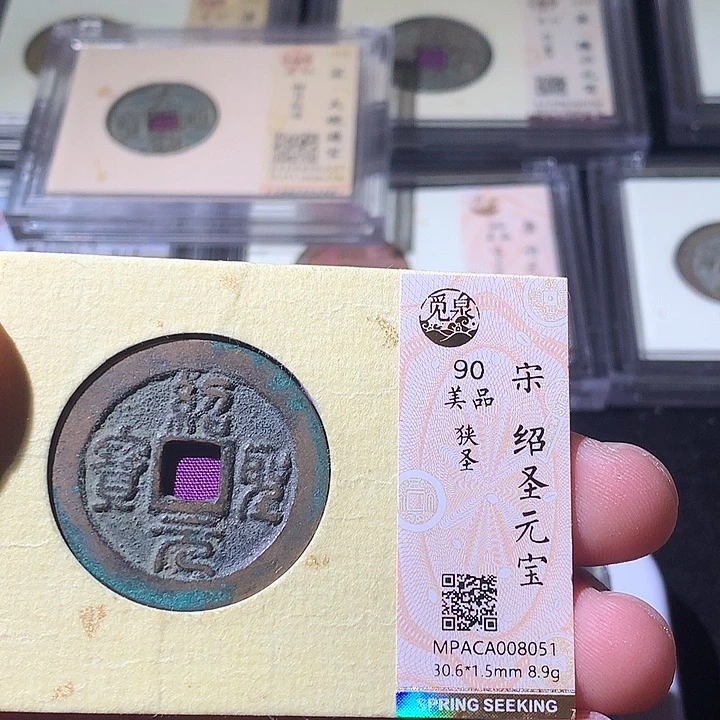 紹
聖
元
寶
觅泉
90
美品
狭圣
宋 绍圣元宝
MPACA008051
30.6*1.5mm 8.9g
SPRING SEEKING